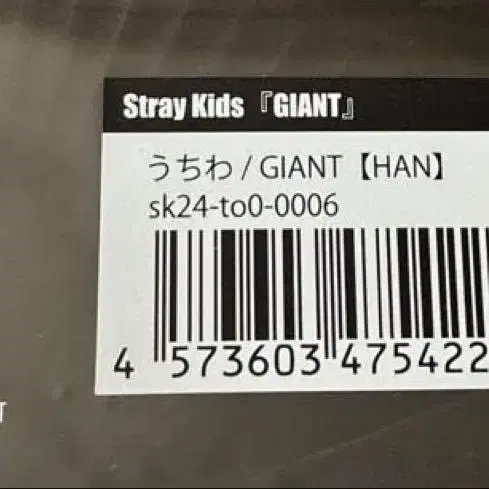 Stray Kids『GIANT』
うちわ / GIANT【HAN】
sk24-to0-0006
4 573603 475422